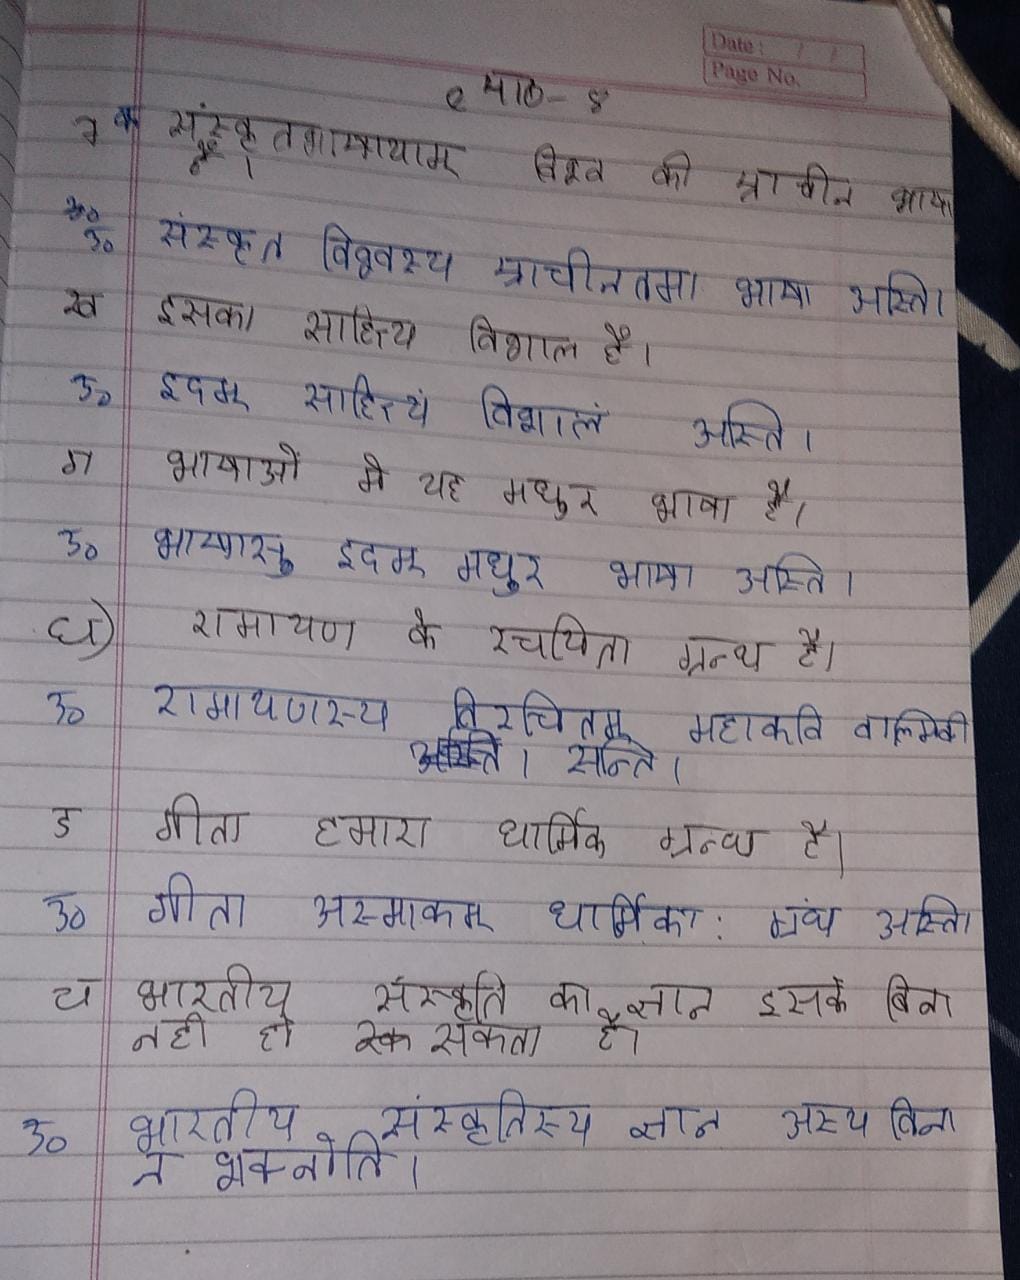 Date: / /
Page No.
पाठ - 8
क संस्कृतभाषायाम् विश्व की प्राचीन भाषा
है।
उ० संस्कृत विश्वस्य प्राचीनतमा भाषा अस्ति।
ख इसका साहित्य विशाल है।
उ० इदम् साहित्यं विशालं अस्ति।
ग भाषाओं में यह मधुर भाषा है।
उ० भाषासु इदम् मधुर भाषा अस्ति।
घ) रामायण के रचयिता ग्रन्थ है।
उ० रामायणस्य विरचितम् महाकवि वाल्मिकी
सन्ति।
ड गीता हमारा धार्मिक ग्रन्थ है।
उ० गीता अस्माकम् धार्मिका: ग्रंथ अस्ति।
च भारतीय संस्कृति का ज्ञान इसके बिना
नही हो सकता है।
उ० भारतीय संस्कृतिस्य ज्ञान अस्य विना
न शक्नोति।